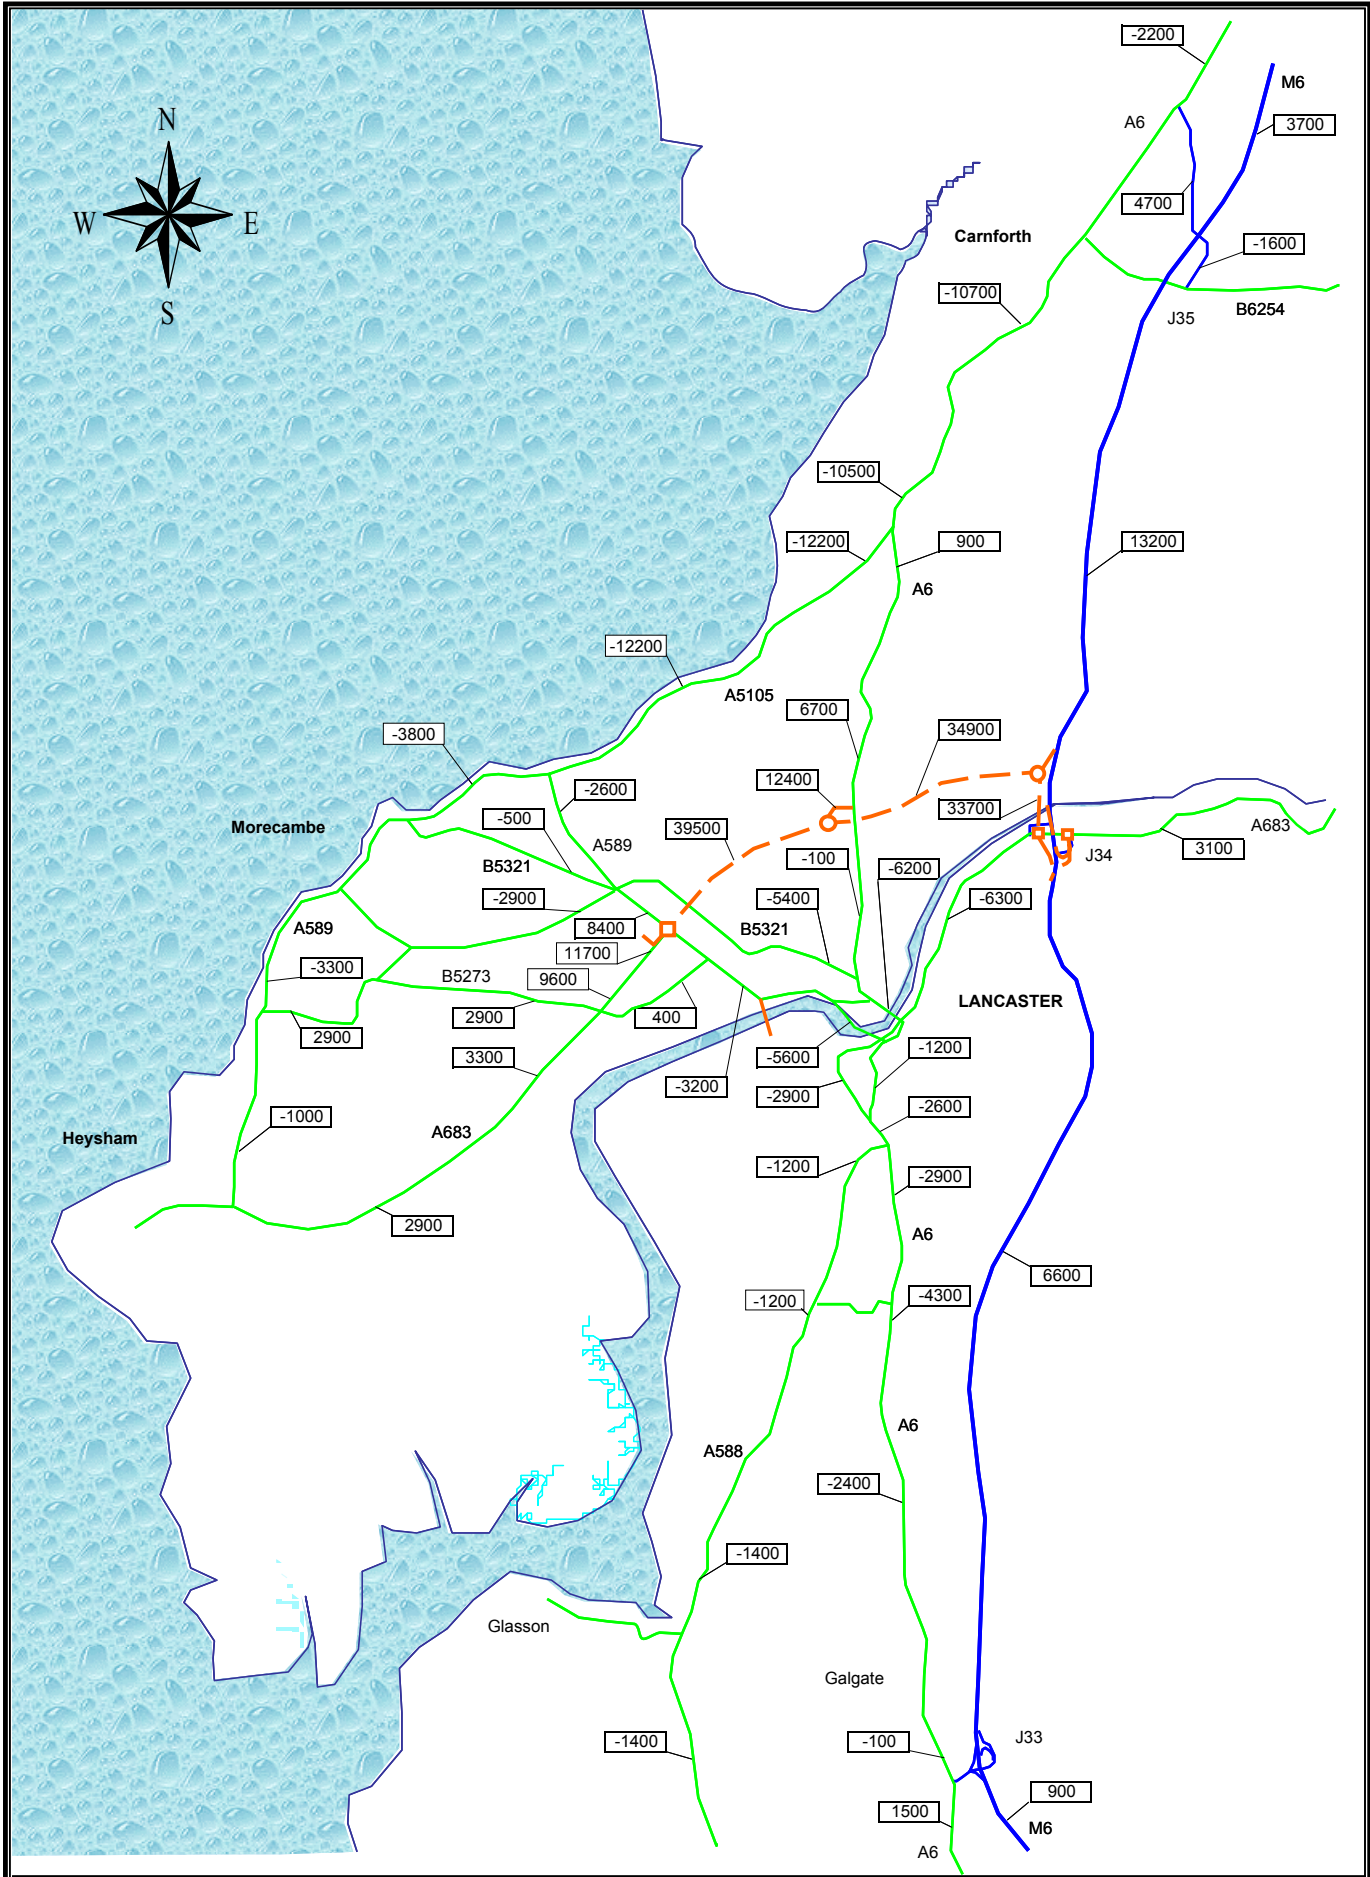 -2200
M6
A6
3700
N
4700
W
E
Carnforth
-1600
-10700
S
B6254
J35
-10500
-12200
900
13200
A6
-12200
A5105
6700
34900
-3800
12400
-2600
33700
-500
Morecambe
A683
39500
A589
3100
J34
-100
B5321
-6200
-2900
-5400
-6300
8400
A589
B5321
11700
-3300
B5273
9600
LANCASTER
2900
400
2900
-1200
-5600
3300
-3200
-2900
-2600
-1000
A683
Heysham
-1200
-2900
2900
A6
6600
-1200
-4300
A6
A588
-2400
-1400
Glasson
Galgate
J33
-1400
-100
900
1500
M6
A6